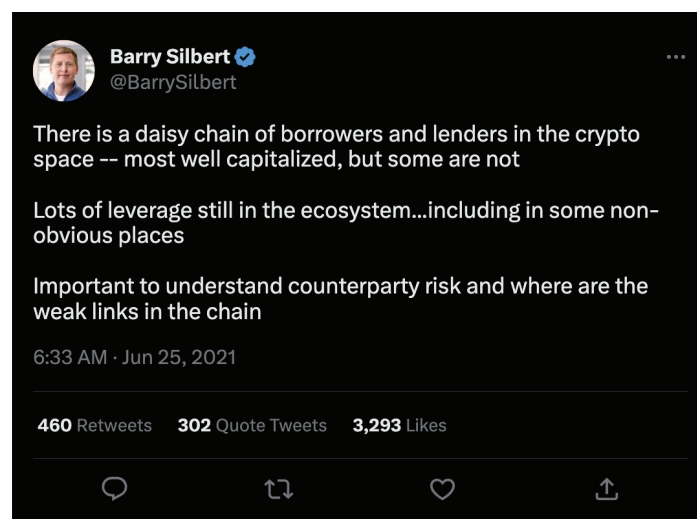 Barry Silbert
@BarrySilbert
There is a daisy chain of borrowers and lenders in the crypto
space -- most well capitalized, but some are not
Lots of leverage still in the ecosystem...including in some non-
obvious places
Important to understand counterparty risk and where are the
weak links in the chain
6:33 AM · Jun 25, 2021
460 Retweets 302 Quote Tweets 3,293 Likes